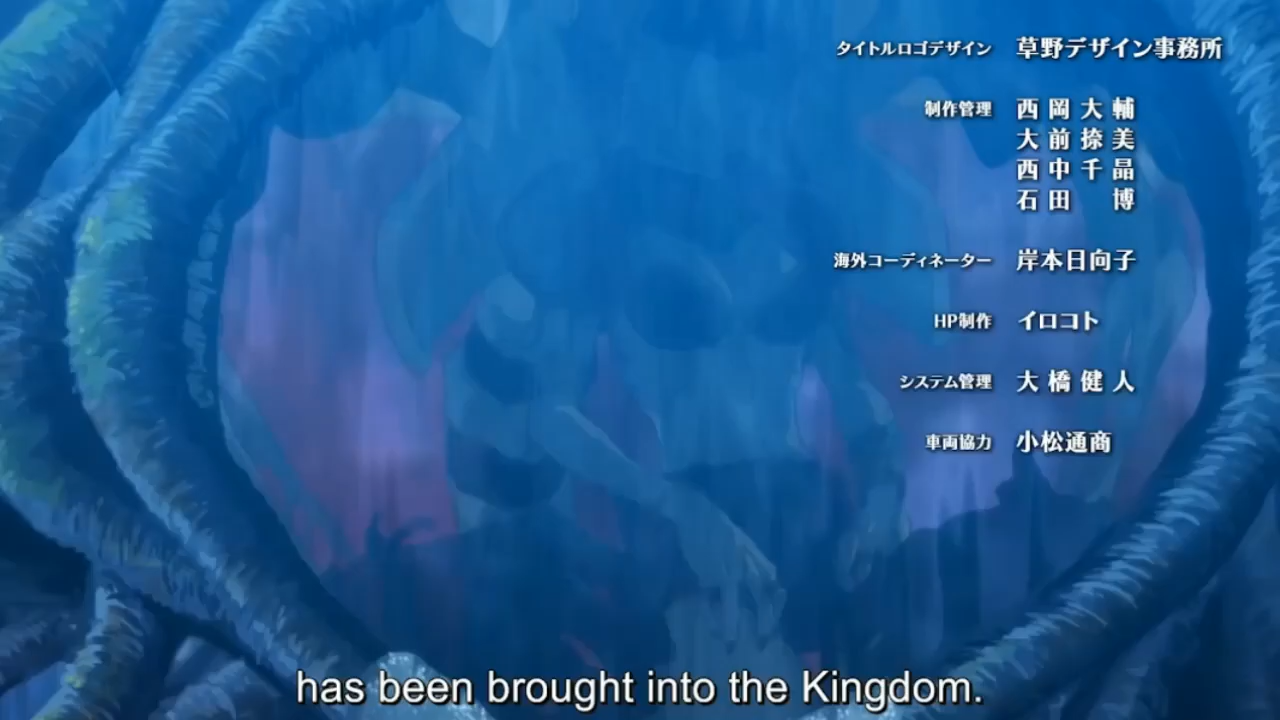 タイトルロゴデザイン 草野デザイン事務所
制作管理 西岡大輔
大前捺美
西中千晶
石田 博
海外コーディネーター 岸本日向子
HP制作 イロコト
システム管理 大橋健人
車両協力 小松通商
has been brought into the Kingdom.